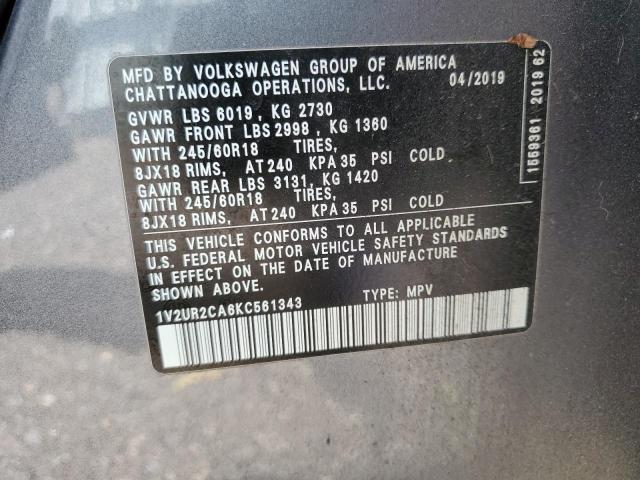 MFD BY VOLKSWAGEN GROUP OF AMERICA
CHATTANOOGA OPERATIONS, LLC. 04/2019
GVWR LBS 6019, KG 2730
GAWR FRONT LBS 2998, KG 1360
WITH 245/60R18 TIRES,
8JX18 RIMS, AT 240 KPA 35 PSI COLD.
GAWR REAR LBS 3131, KG 1420
WITH 245/60R18 TIRES,
8JX18 RIMS, AT 240 KPA 35 PSI COLD
THIS VEHICLE CONFORMS TO ALL APPLICABLE
U.S. FEDERAL MOTOR VEHICLE SAFETY STANDARDS
IN EFFECT ON THE DATE OF MANUFACTURE
SHOWN ABOVE.
1V2UR2CA6KC561343 TYPE: MPV
1559361 2019 62